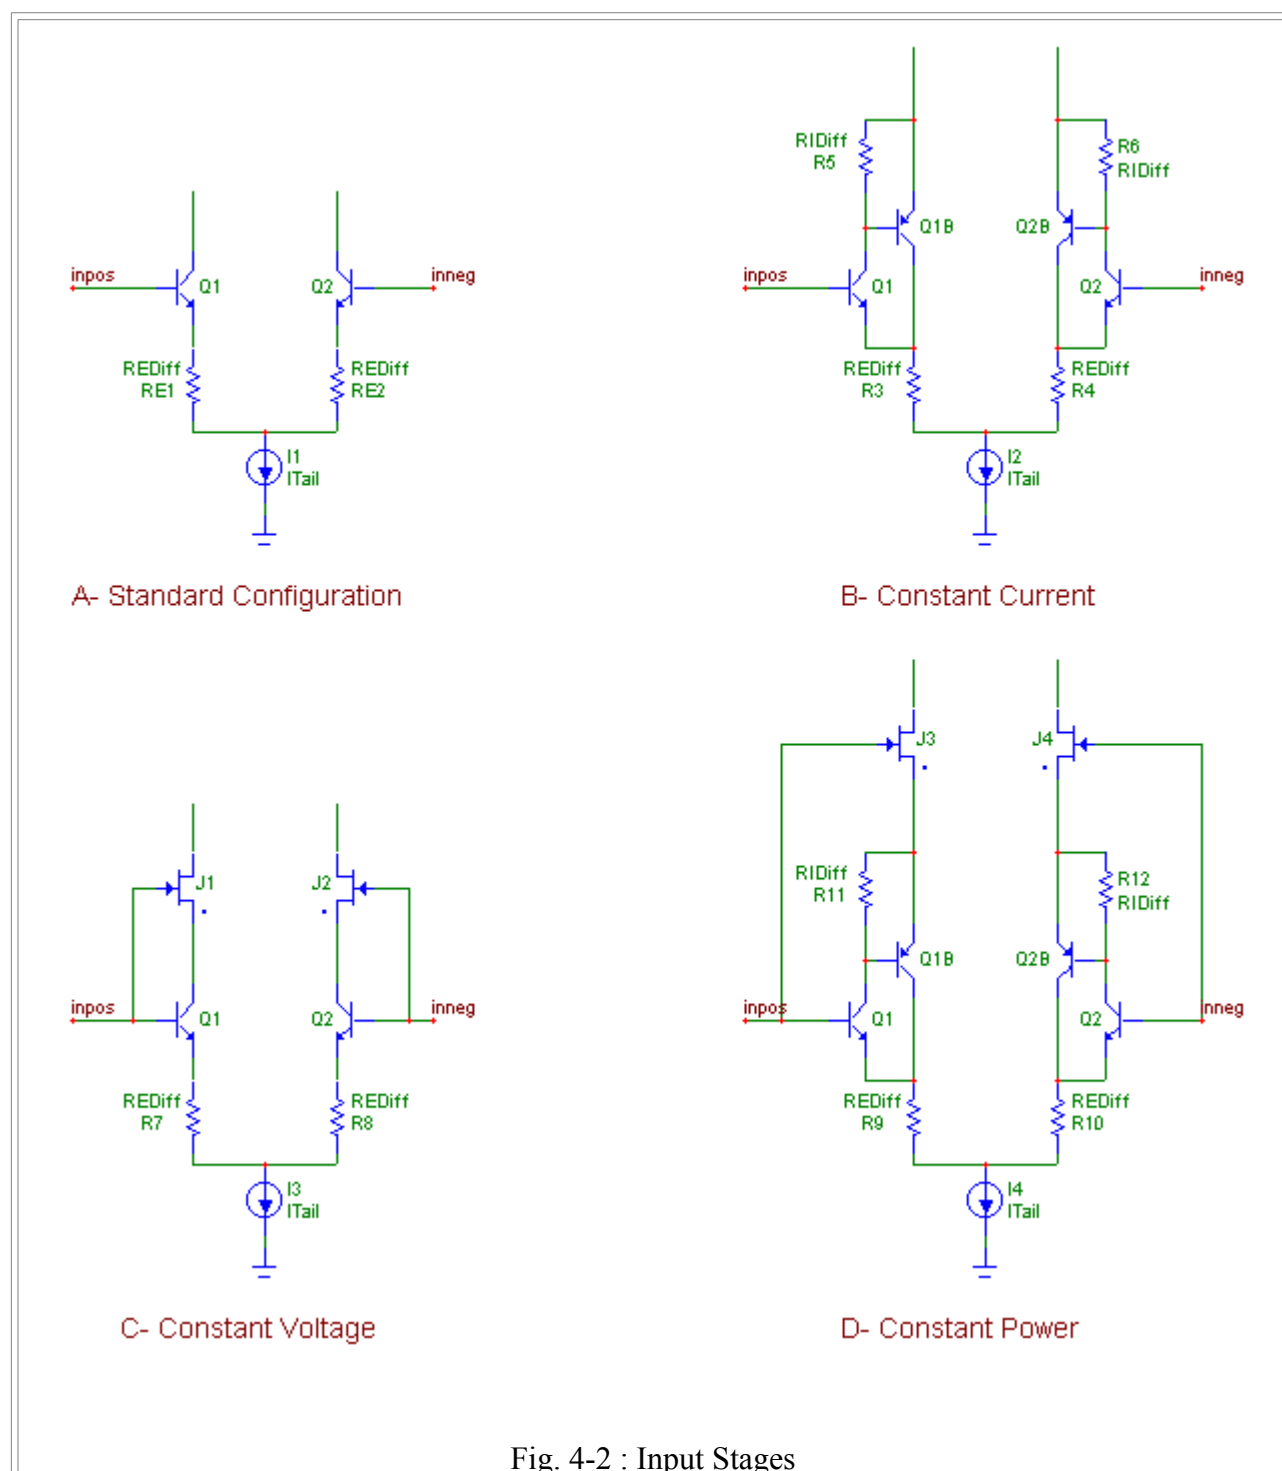 RIDiff
R5
R6
RIDiff
Q1B
Q2B
inpos
Q1
Q2
inneg
inpos
Q1
Q2
inneg
REDiff
RE1
REDiff
RE2
REDiff
R3
REDiff
R4
I1
ITail
I2
ITail
A- Standard Configuration
B- Constant Current
J3
J4
J1
J2
RIDiff
R11
R12
RIDiff
Q1B
Q2B
inpos
Q1
Q2
inneg
inpos
Q1
Q2
inneg
REDiff
R7
REDiff
R8
REDiff
R9
REDiff
R10
I3
ITail
I4
ITail
C- Constant Voltage
D- Constant Power
Fig. 4-2 : Input Stages